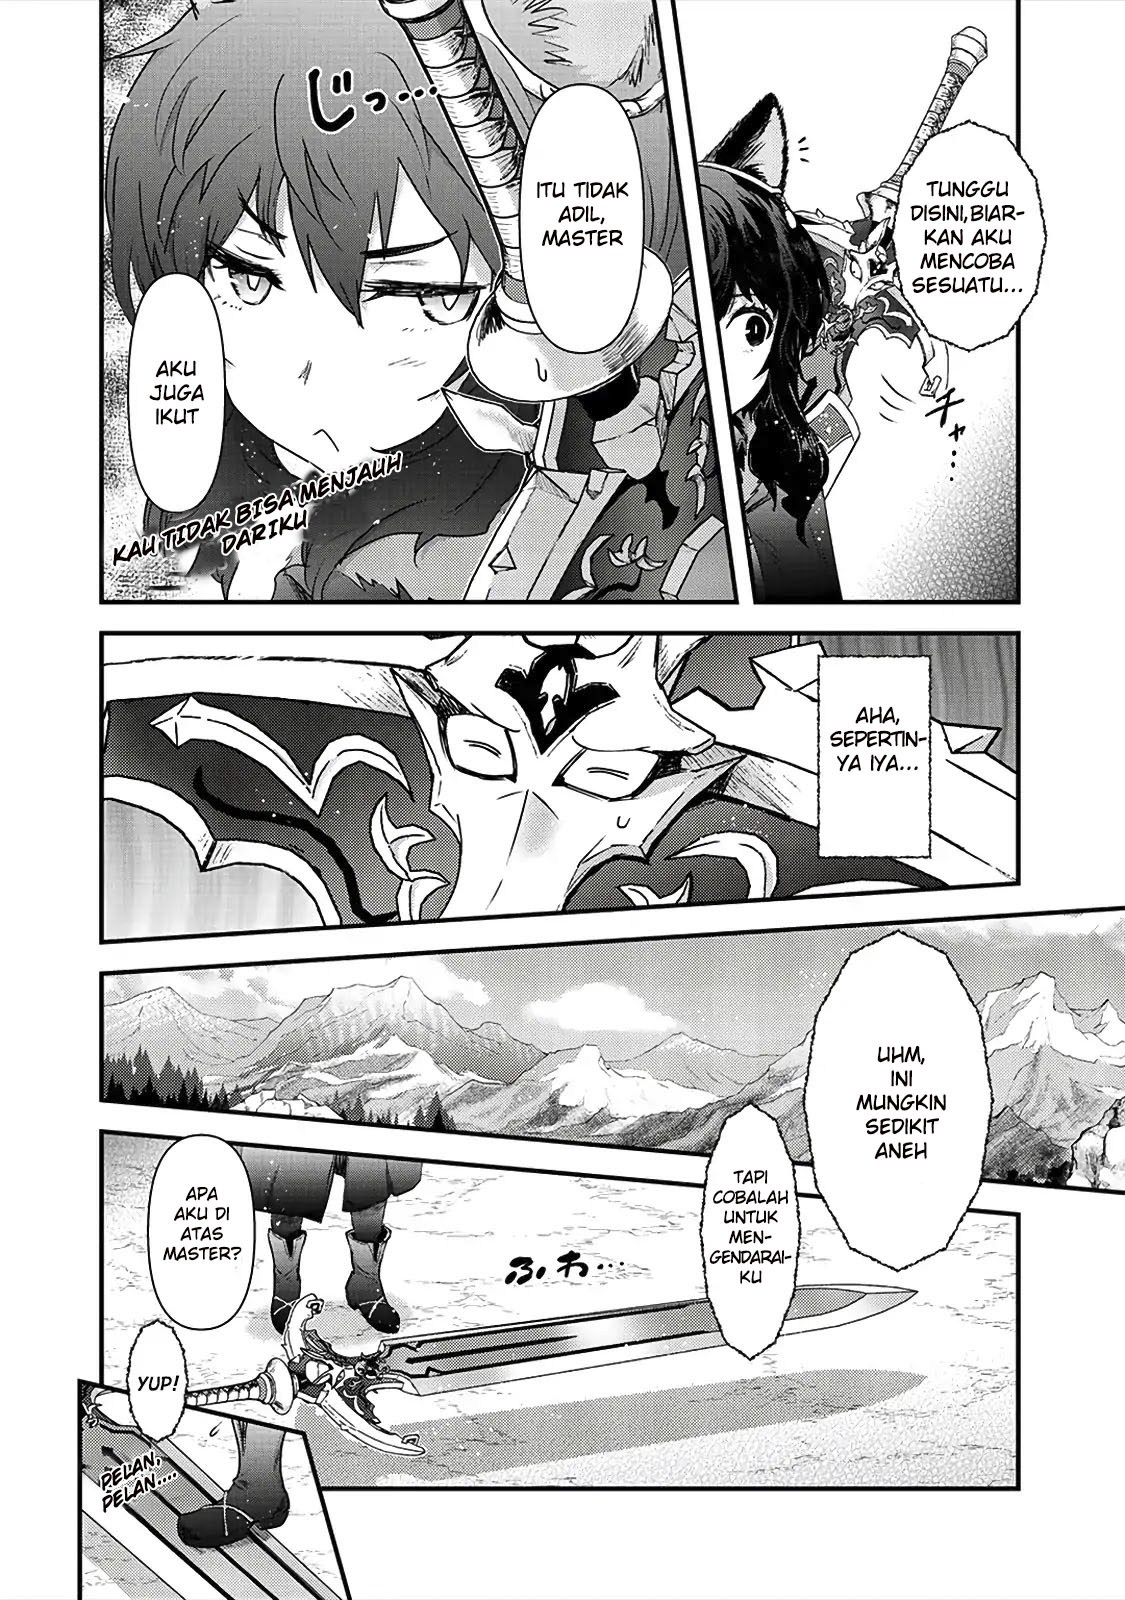 TUNGGU
DISINI,BIAR-
KAN AKU
MENCOBA
SESUATU...
チャ..
じっ...
ITU TIDAK
ADIL,
MASTER
AKU
JUGA
IKUT
KAU TIDAK BISA MENJAUH
DARIKU
AHA,
SEPERTIN-
YA IYA...
UHM,
INI
MUNGKIN
SEDIKIT
ANEH
TAPI
COBALAH
UNTUK
MEN-
GENDARAI-
KU
ふわ...
APA
AKU DI
ATAS
MASTER?
YUP!
PELAN,
PELAN....